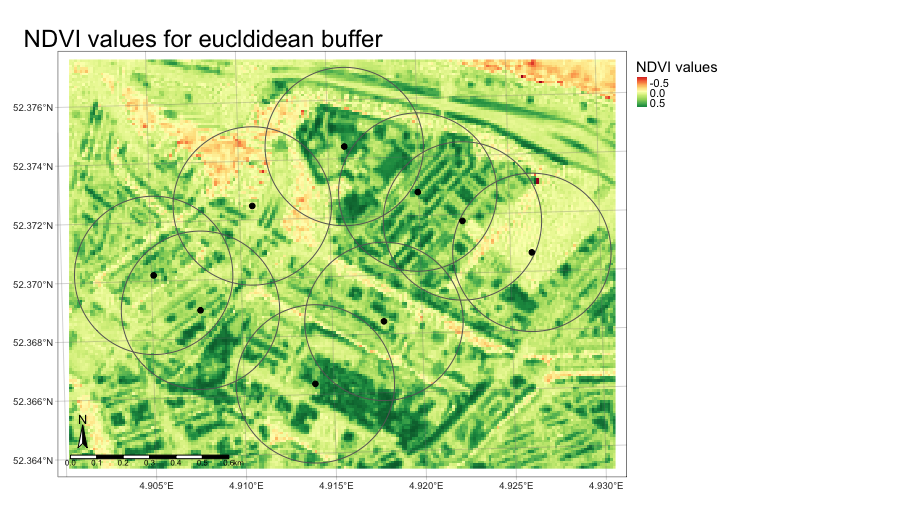 NDVI values for eucldidean buffer
NDVI values
-0.5
0.0
0.5
52.376°N
52.374°N
52.372°N
52.370°N
52.368°N
52.366°N
52.364°N
N
0.0 0.1 0.2 0.3 0.4 0.5 0.6km
4.905°E 4.910°E 4.915°E 4.920°E 4.925°E 4.930°E